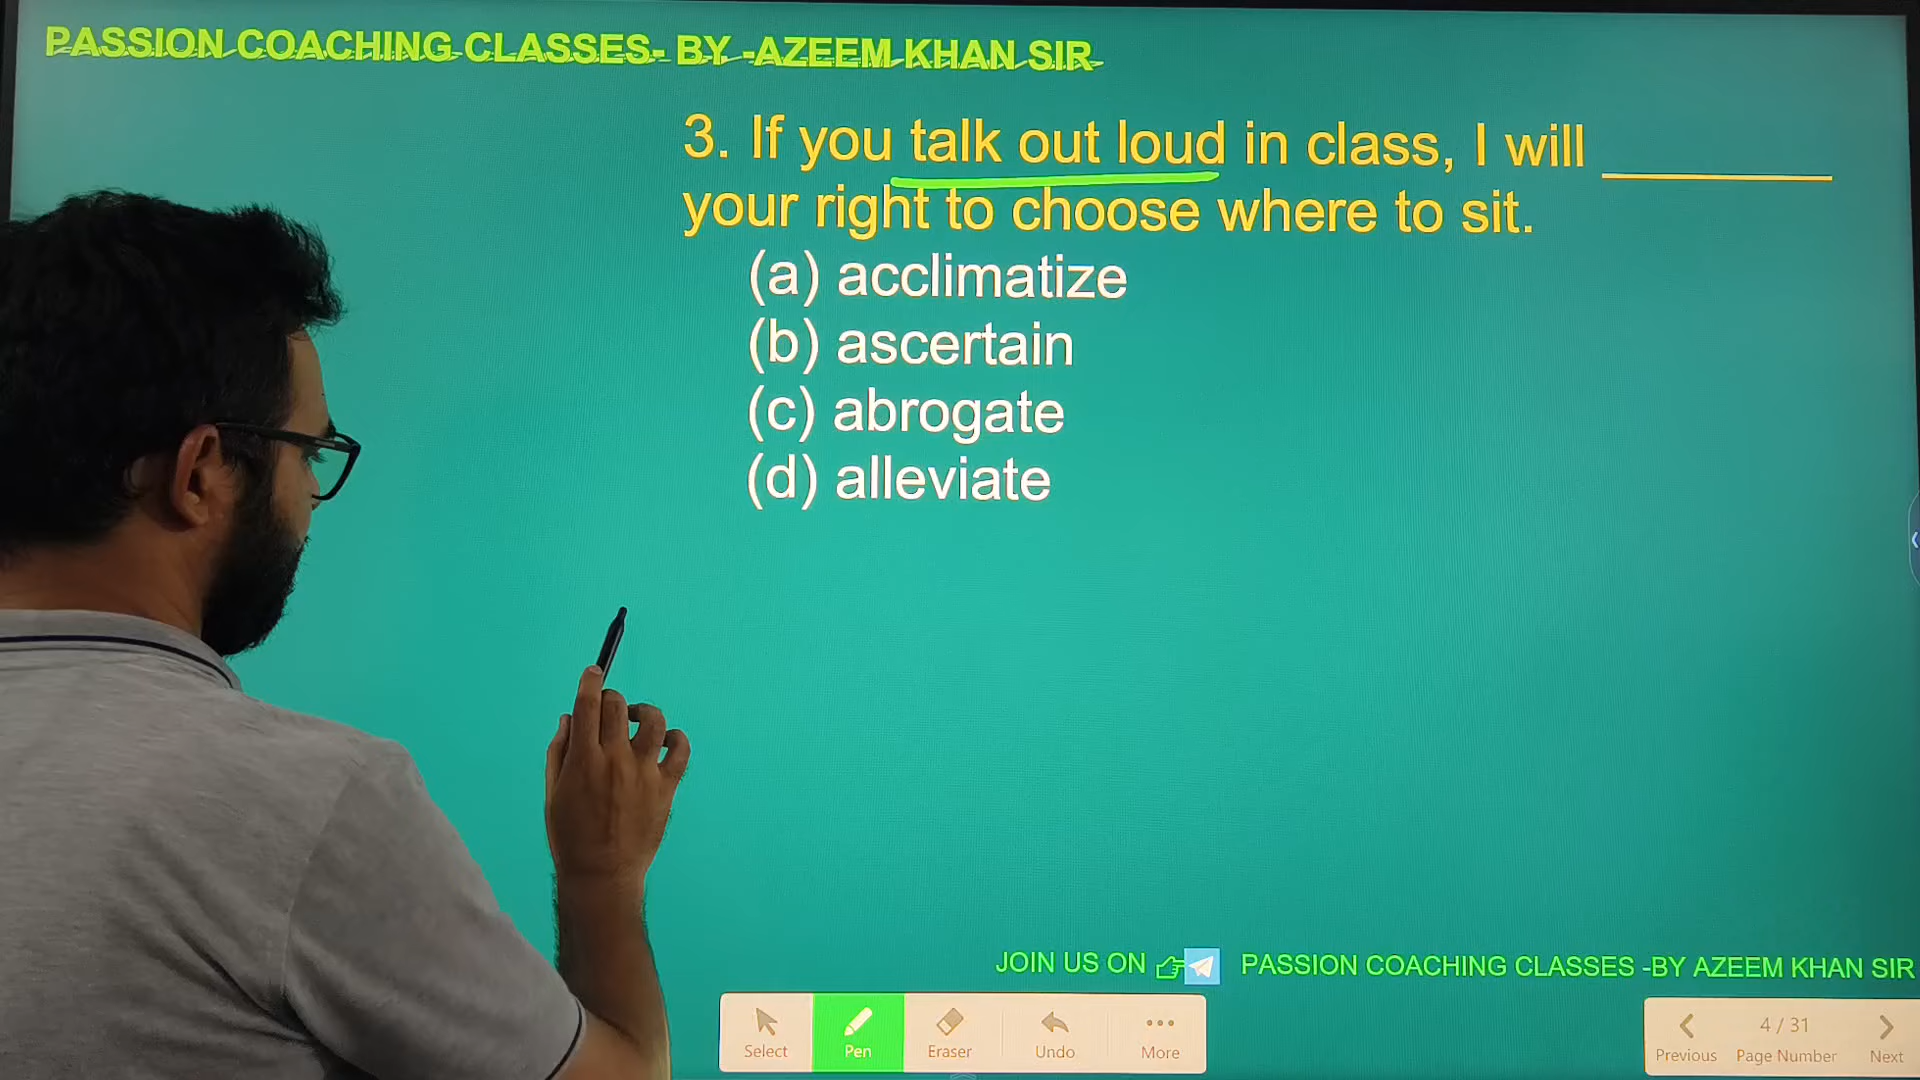 PASSION COACHING CLASSES- BY -AZEEM KHAN SIR
3. If you talk out loud in class, I will ________
your right to choose where to sit.
(a) acclimatize
(b) ascertain
(c) abrogate
(d) alleviate
JOIN US ON PASSION COACHING CLASSES -BY AZEEM KHAN SIR
Select Pen Eraser Undo More
4 / 31
Previous Page Number Next